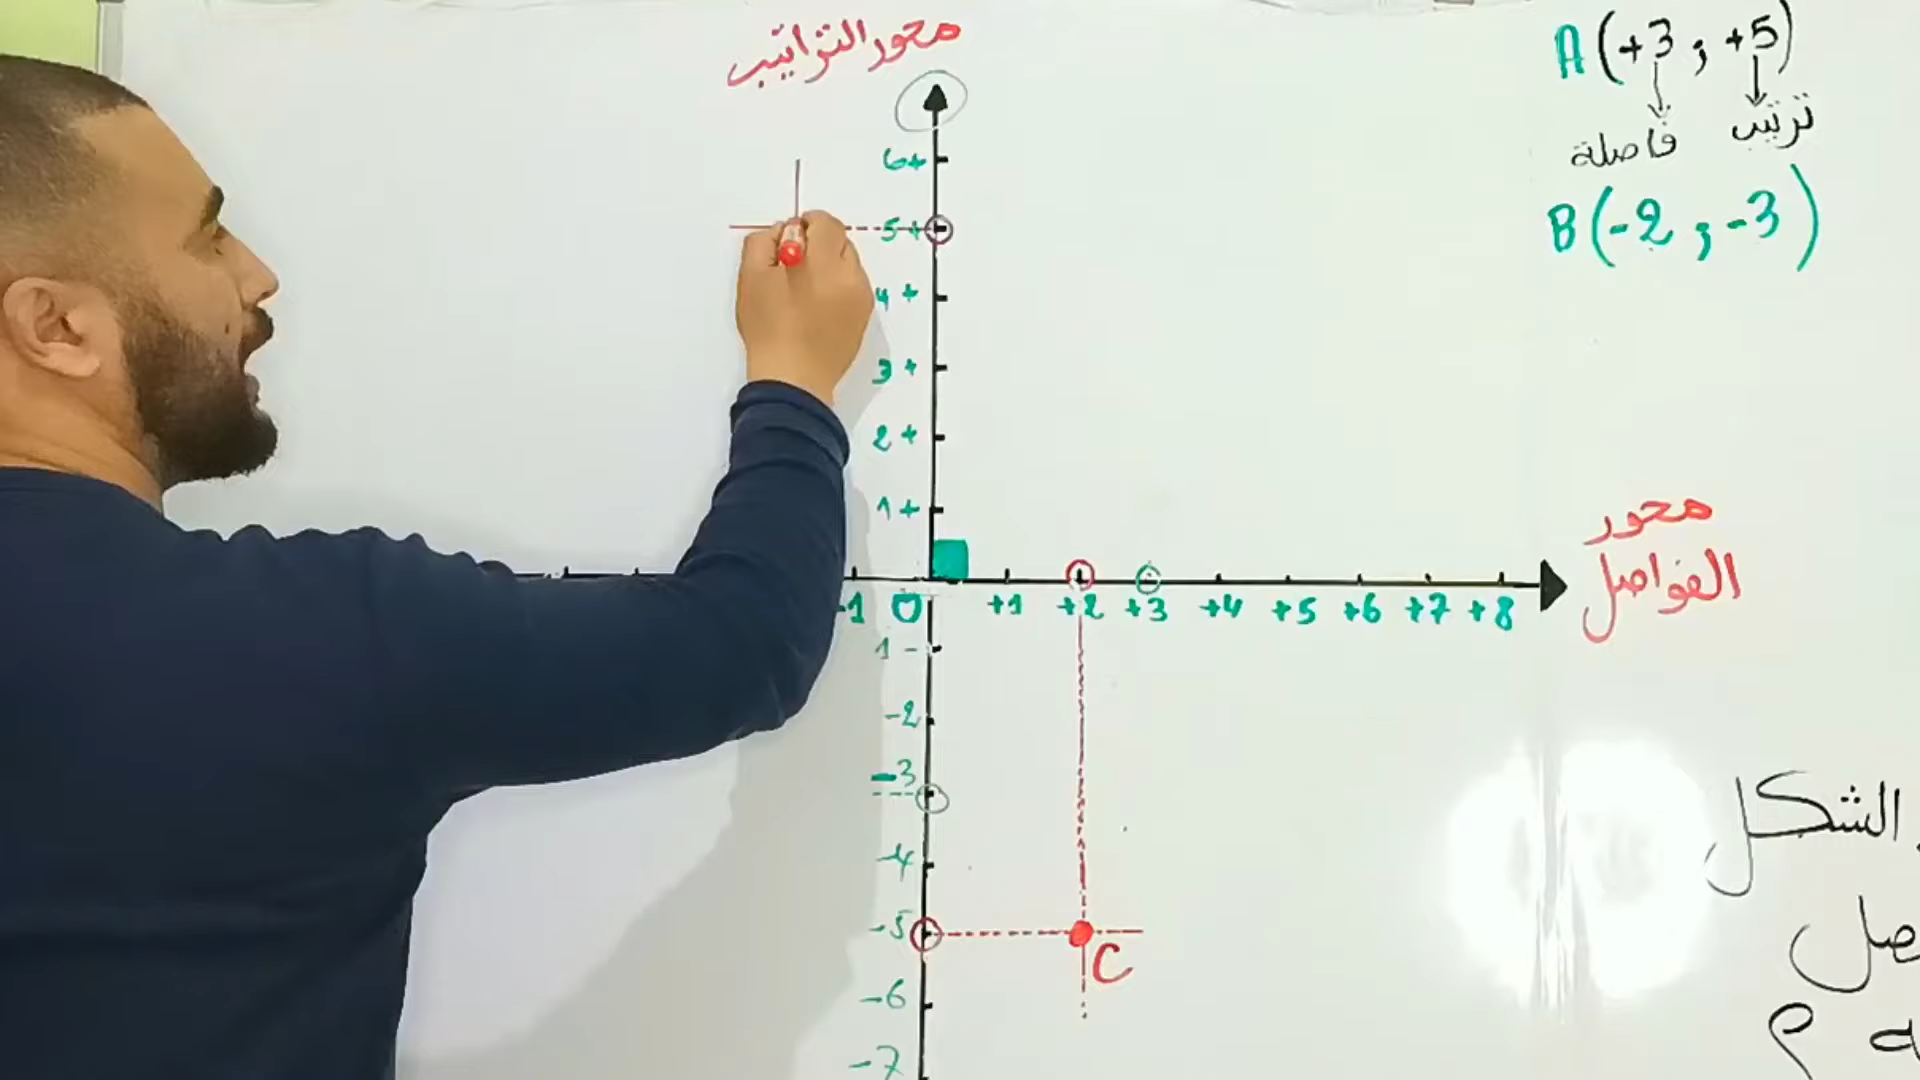 محور التراتيب
A (+3 ; +5)
فاصلة ترتيب
B (-2 ; -3)
6+
5+
4+
3+
2+
1+
محور
الفواصل
-1 0 +1 +2 +3 +4 +5 +6 +7 +8
1-
-2
-3
-4
-5
C
-6
-7
الشكل